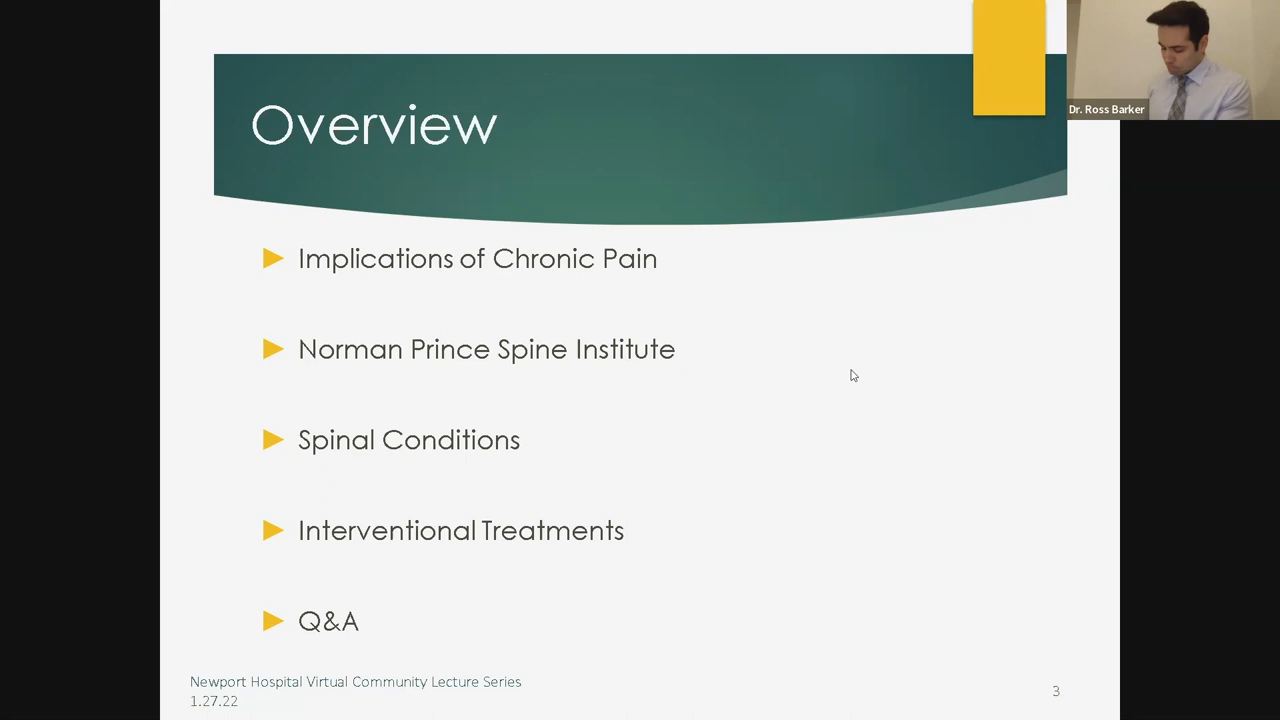 Overview
Dr. Ross Barker
Implications of Chronic Pain
Norman Prince Spine Institute
Spinal Conditions
Interventional Treatments
Q&A
Newport Hospital Virtual Community Lecture Series
1.27.22
3